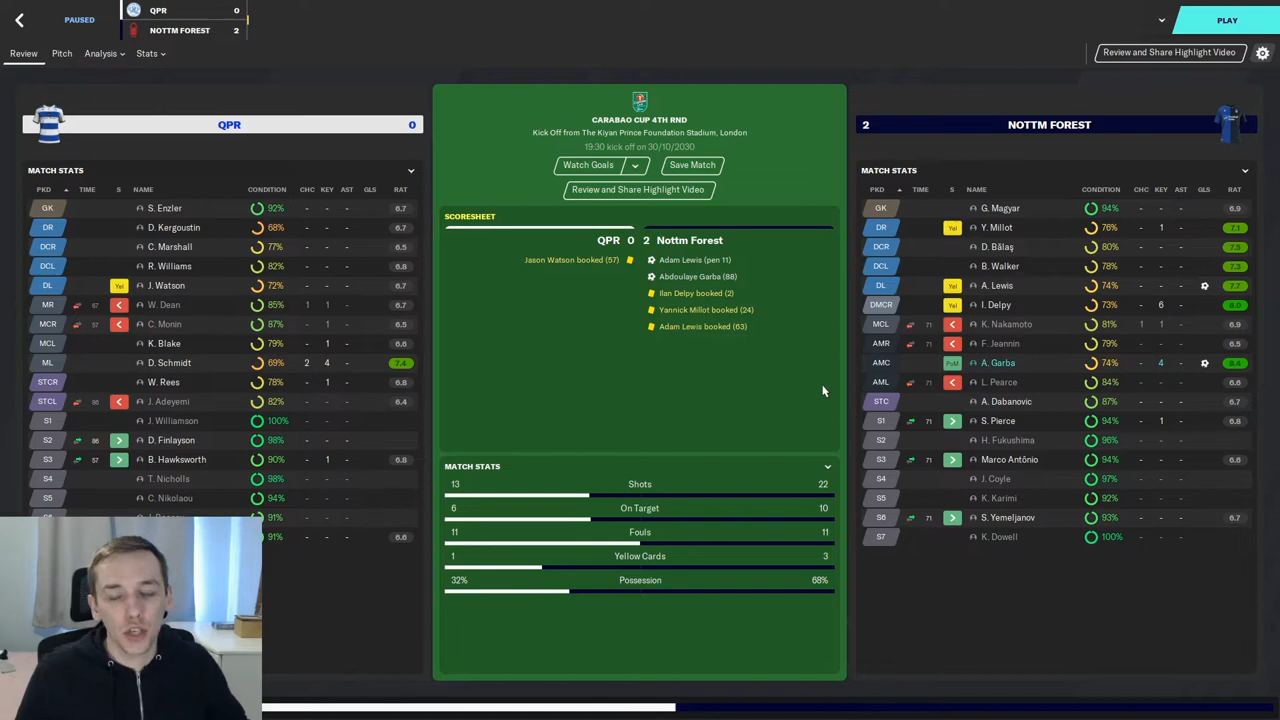 PAUSED
QPR 0
NOTTM FOREST 2
PLAY
Review Pitch Analysis Stats
Review and Share Highlight Video
QPR 0
MATCH STATS
PKD TIME S NAME CONDITION CHC KEY AST GLS RAT
GK S. Enzler 92% - - - - 6.7
DR D. Kergoustin 68% - - - - 6.7
DCR C. Marshall 77% - - - - 6.5
DCL R. Williams 82% - - - - 6.8
DL Yel J. Watson 72% - - - - 6.7
MR 67 W. Dean 85% 1 1 - - 6.7
MCR 57 C. Monin 87% - 1 - - 6.5
MCL K. Blake 79% - 1 - - 6.6
ML D. Schmidt 69% 2 4 - - 7.4
STCR W. Rees 78% - 1 - - 6.8
STCL 86 J. Adeyemi 82% - - - - 6.4
S1 J. Williamson 100%
S2 86 D. Finlayson 98% - - - -
S3 57 B. Hawksworth 90% - 1 - - 6.8
S4 T. Nicholls 98%
S5 C. Nikolaou 94%
91%
91% - - - - 6.6
CARABAO CUP 4TH RND
Kick Off from The Kiyan Prince Foundation Stadium, London
19:30 kick off on 30/10/2030
Watch Goals Save Match
Review and Share Highlight Video
SCORESHEET
QPR 0 2 Nottm Forest
Jason Watson booked (57) Adam Lewis (pen 11)
Abdoulaye Garba (88)
Ilan Delpy booked (2)
Yannick Millot booked (24)
Adam Lewis booked (63)
MATCH STATS
13 Shots 22
6 On Target 10
11 Fouls 11
1 Yellow Cards 3
32% Possession 68%
2 NOTTM FOREST
MATCH STATS
PKD TIME S NAME CONDITION CHC KEY AST GLS RAT
GK G. Magyar 94% - - - 6.9
DR Yel Y. Millot 76% - 1 - 7.1
DCR D. Bălaş 80% - - - 7.5
DCL B. Walker 78% - - - 7.3
DL Yel A. Lewis 74% - - - 7.7
DMCR Yel I. Delpy 73% - 6 - 8.0
MCL 71 K. Nakamoto 81% 1 1 - 6.9
AMR 71 F. Jeannin 79% - - - 6.5
AMC PoM A. Garba 74% - 4 - 8.4
AML 71 L. Pearce 84% - - - 6.6
STC A. Dabanovic 87% - - - 6.7
S1 71 S. Pierce 94% - 1 - 6.8
S2 H. Fukushima 96%
S3 71 Marco Antônio 94% - - - 6.6
S4 J. Coyle 97%
S5 K. Karimi 92%
S6 71 S. Yemeljanov 93% - - - 6.7
S7 K. Dowell 100%